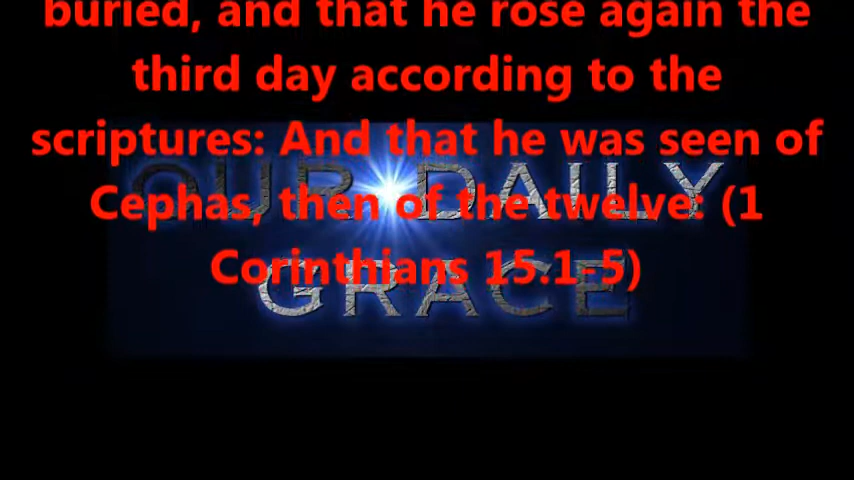 buried, and that he rose again the
third day according to the
scriptures: And that he was seen of
Cephas, then of the twelve: (1
Corinthians 15.1-5)
OUR DAILY
GRACE